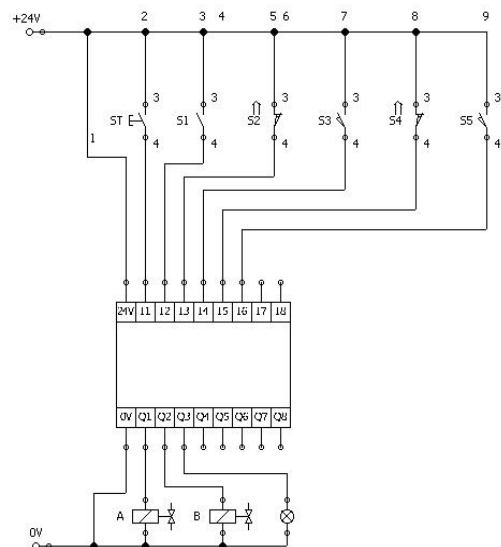 2 3 4 5 6 7 8 9
+24V
3 3 3 3 3 3
ST S1 S2 S3 S4 S5
1 4 4 4 4 4 4
24V I1 I2 I3 I4 I5 I6 I7 I8
0V Q1 Q2 Q3 Q4 Q5 Q6 Q7 Q8
A B
0V